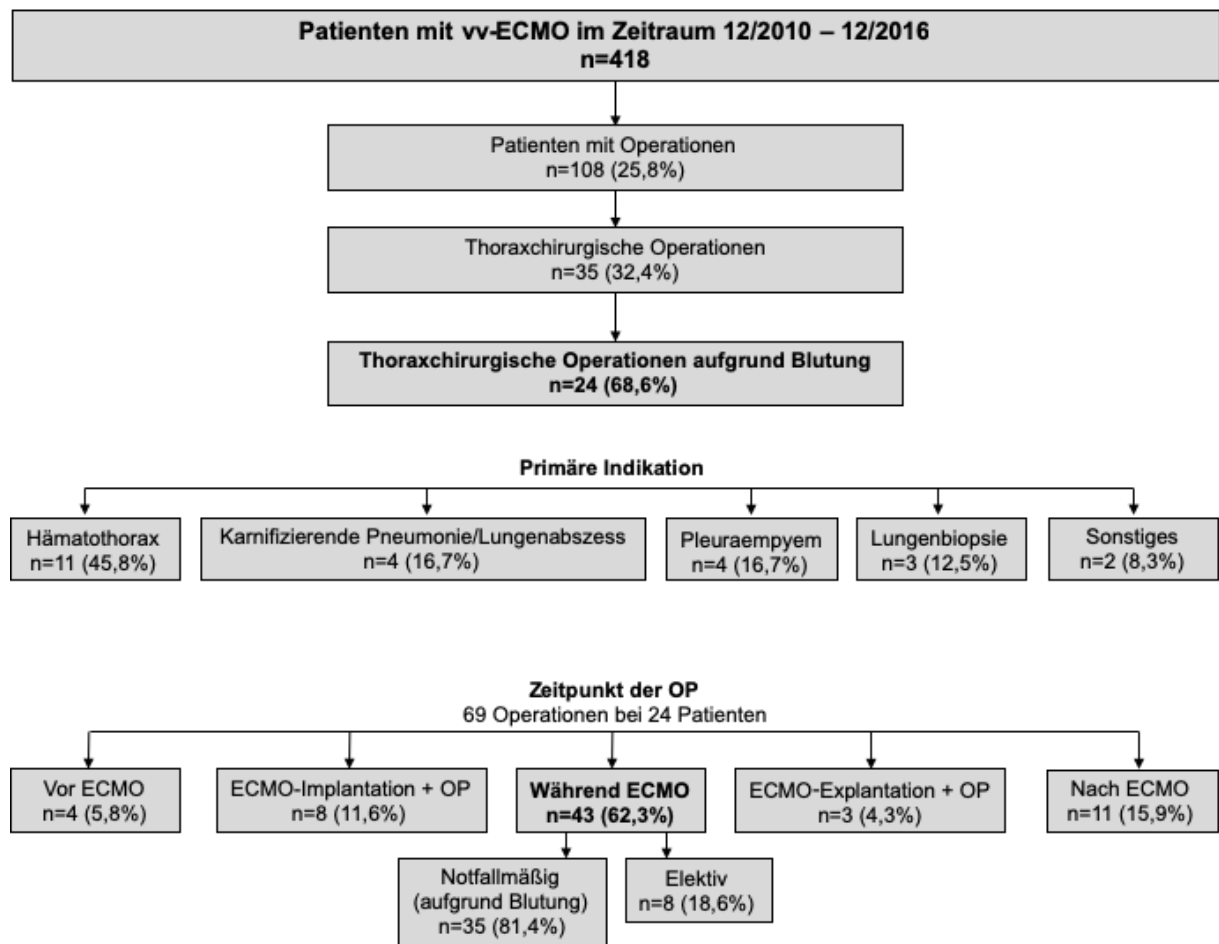 Patienten mit vv-ECMO im Zeitraum 12/2010 – 12/2016
n=418
Patienten mit Operationen
n=108 (25,8%)
Thoraxchirurgische Operationen
n=35 (32,4%)
Thoraxchirurgische Operationen aufgrund Blutung
n=24 (68,6%)
Primäre Indikation
Hämatothorax
n=11 (45,8%)
Karnifizierende Pneumonie/Lungenabszess
n=4 (16,7%)
Pleuraempyem
n=4 (16,7%)
Lungenbiopsie
n=3 (12,5%)
Sonstiges
n=2 (8,3%)
Zeitpunkt der OP
69 Operationen bei 24 Patienten
Vor ECMO
n=4 (5,8%)
ECMO-Implantation + OP
n=8 (11,6%)
Während ECMO
n=43 (62,3%)
ECMO-Explantation + OP
n=3 (4,3%)
Nach ECMO
n=11 (15,9%)
Notfallmäßig
(aufgrund Blutung)
n=35 (81,4%)
Elektiv
n=8 (18,6%)